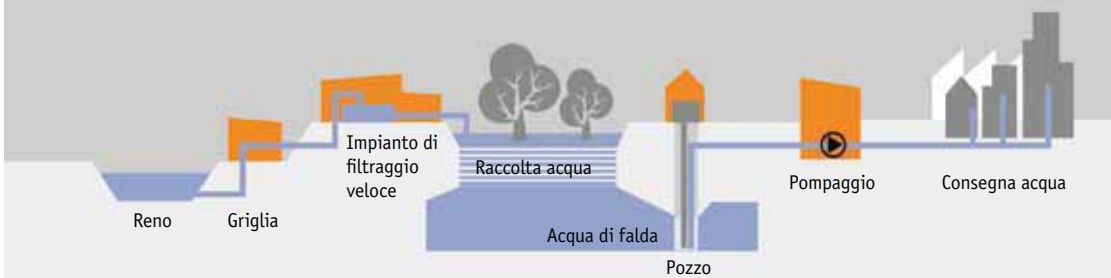 Reno
Griglia
Impianto di
filtraggio
veloce
Raccolta acqua
Acqua di falda
Pozzo
Pompaggio
Consegna acqua